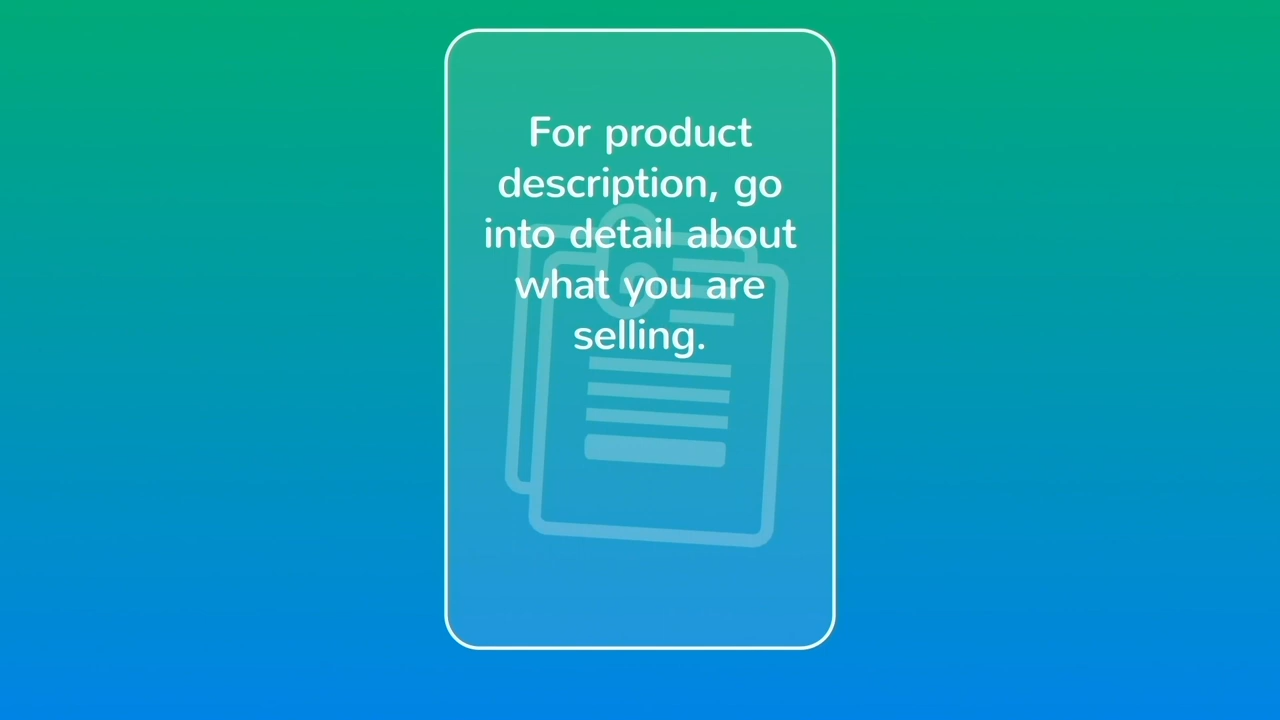 For product
description, go
into detail about
what you are
selling.